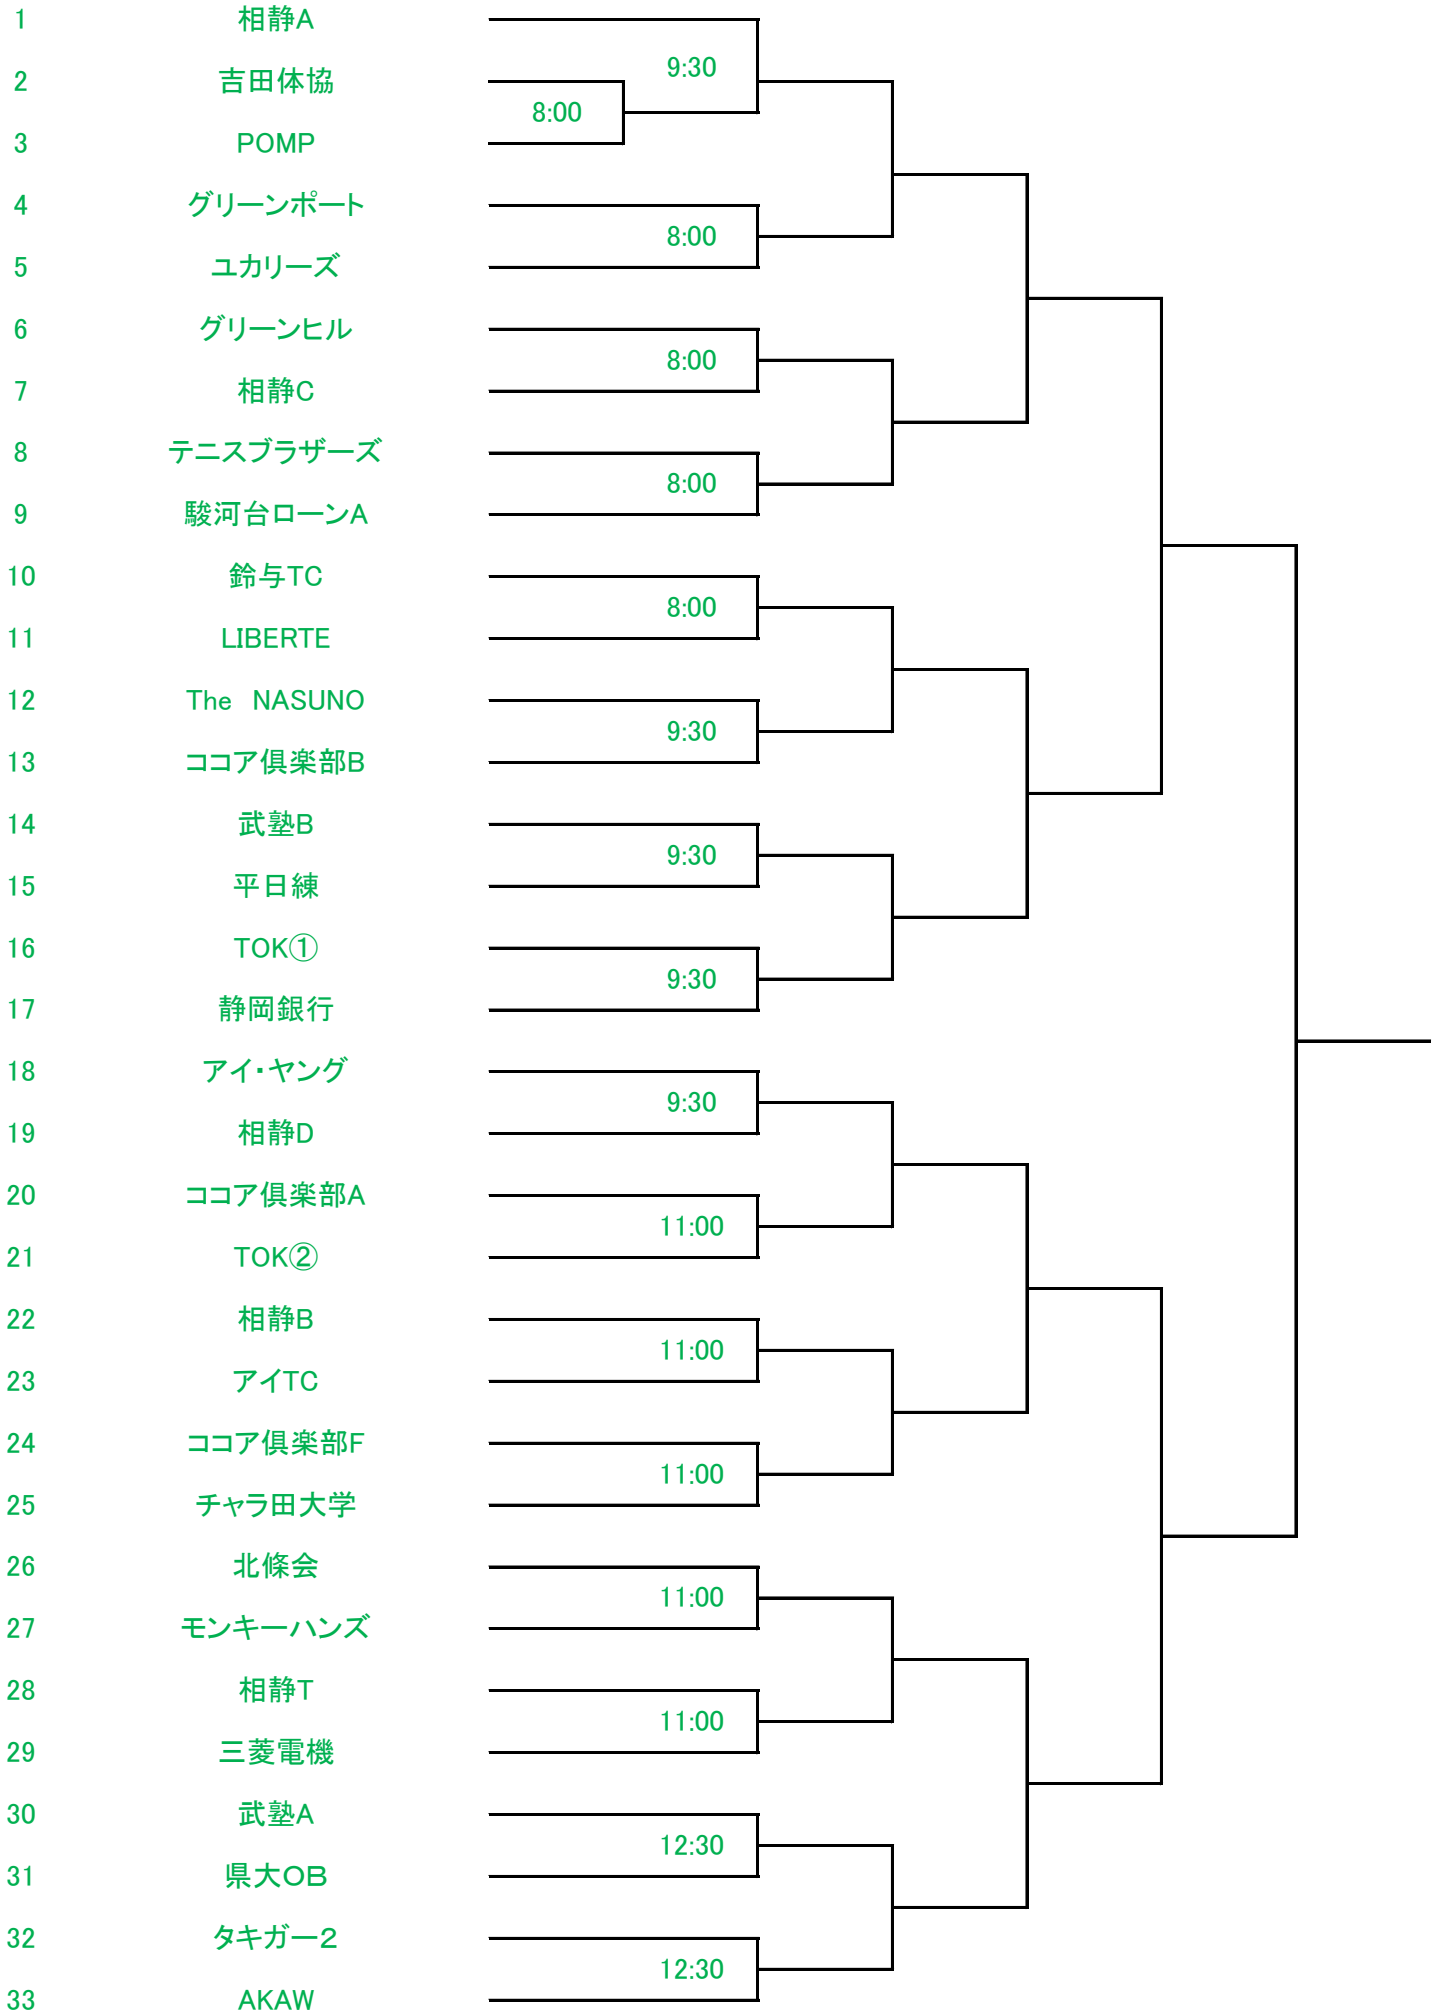 1 相静A
9:30
2 吉田体協
8:00
3 POMP
4 グリーンポート
8:00
5 ユカリーズ
6 グリーンヒル
8:00
7 相静C
8 テニスブラザーズ
8:00
9 駿河台ローンA
10 鈴与TC
8:00
11 LIBERTE
12 The NASUNO
9:30
13 ココア倶楽部B
14 武塾B
9:30
15 平日練
16 TOK①
9:30
17 静岡銀行
18 アイ・ヤング
9:30
19 相静D
20 ココア倶楽部A
11:00
21 TOK②
22 相静B
11:00
23 アイTC
24 ココア倶楽部F
11:00
25 チャラ田大学
26 北條会
11:00
27 モンキーハンズ
28 相静T
11:00
29 三菱電機
30 武塾A
12:30
31 県大OB
32 タキガー2
12:30
33 AKAW